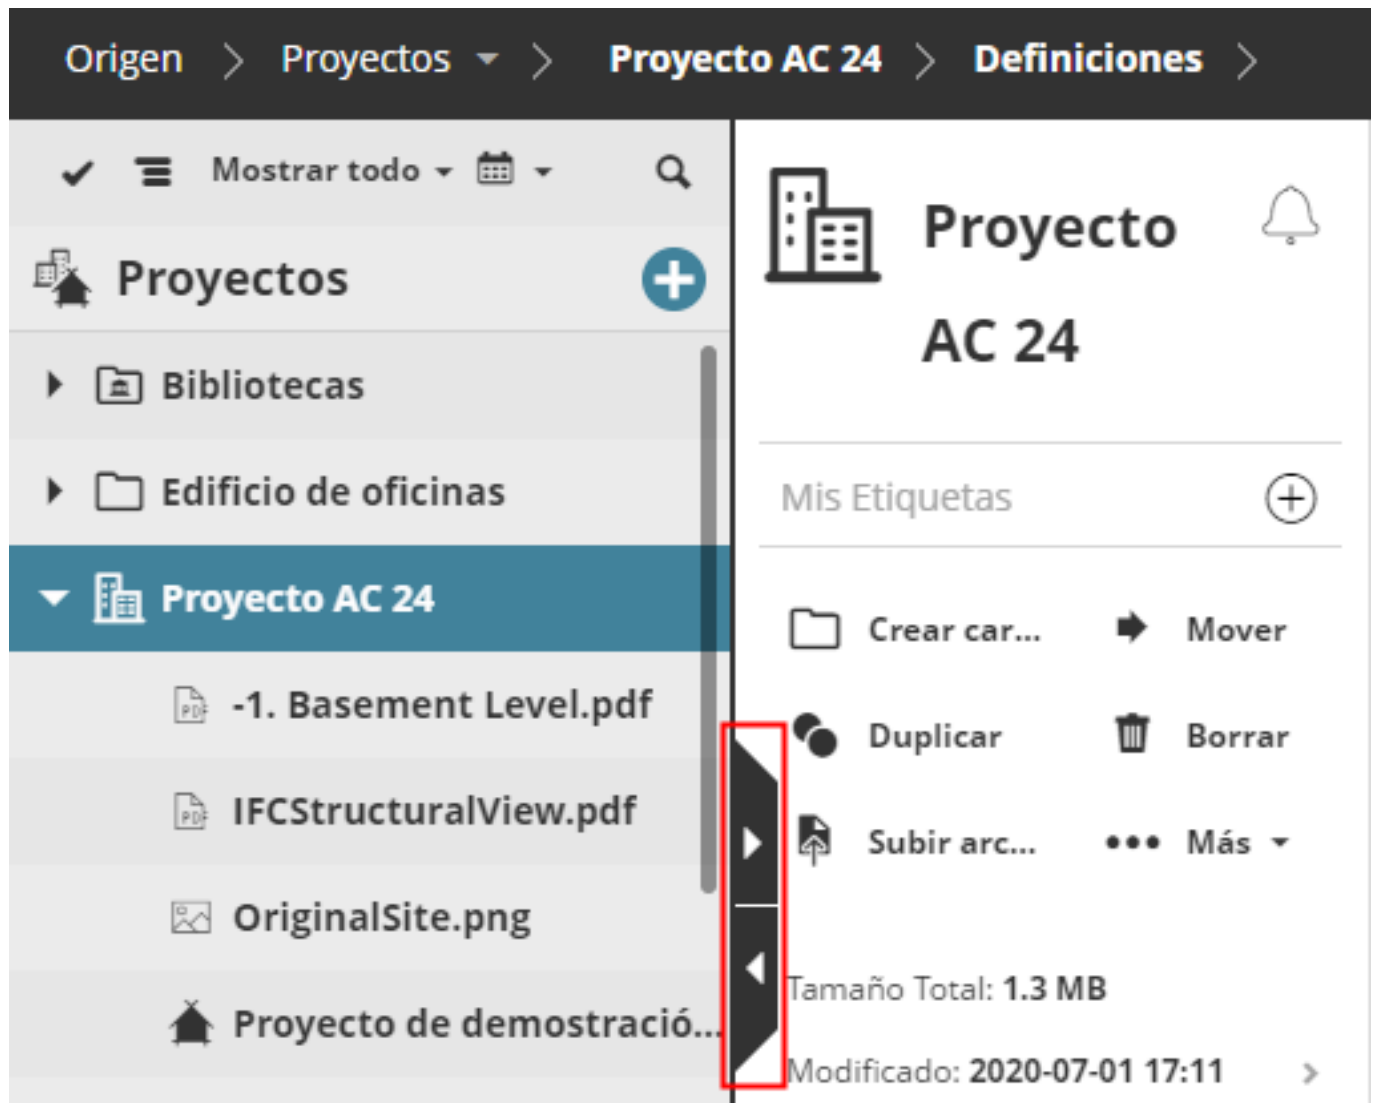 Origen > Proyectos > Proyecto AC 24 > Definiciones >
Mostrar todo
Proyectos
Bibliotecas
Edificio de oficinas
Proyecto AC 24
-1. Basement Level.pdf
IFCStructuralView.pdf
OriginalSite.png
Proyecto de demostració...
Proyecto
AC 24
Mis Etiquetas
Crear car... Mover
Duplicar Borrar
Subir arc... ••• Más
Tamaño Total: 1.3 MB
Modificado: 2020-07-01 17:11 >